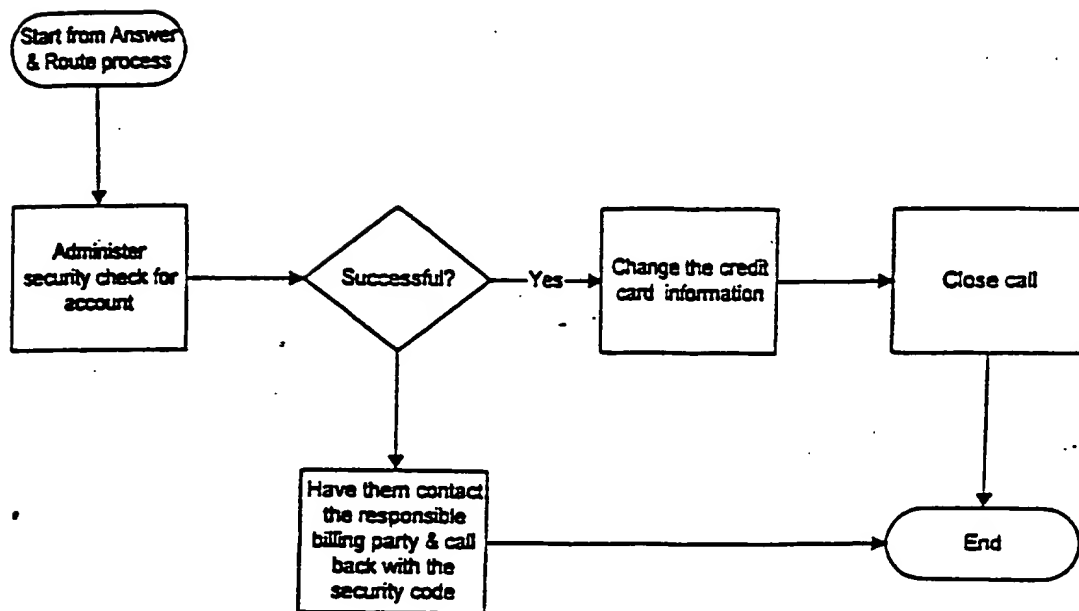 Start from Answer
& Route process
Administer
security check for
account
Successful?
Yes
Change the credit
card information
Close call
Have them contact
the responsible
billing party & call
back with the
security code
End